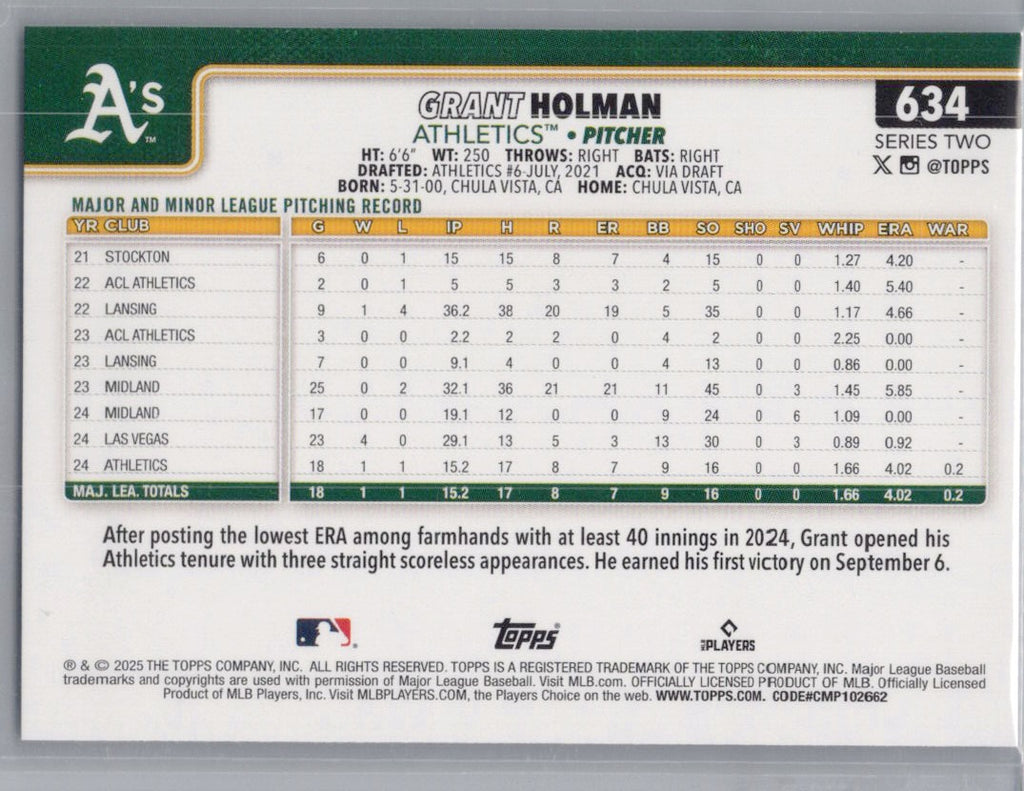 A's™
GRANT HOLMAN
634
ATHLETICS™ • PITCHER
SERIES TWO
@TOPPS
HT: 6'6" WT: 250 THROWS: RIGHT BATS: RIGHT
DRAFTED: ATHLETICS #6-JULY, 2021 ACQ: VIA DRAFT
BORN: 5-31-00, CHULA VISTA, CA HOME: CHULA VISTA, CA
MAJOR AND MINOR LEAGUE PITCHING RECORD
YR CLUB G W L IP H R ER BB SO SHO SV WHIP ERA WAR
21 STOCKTON 6 0 1 15 15 8 7 4 15 0 0 1.27 4.20 -
22 ACL ATHLETICS 2 0 1 5 5 3 3 2 5 0 0 1.40 5.40 -
22 LANSING 9 1 4 36.2 38 20 19 5 35 0 0 1.17 4.66 -
23 ACL ATHLETICS 3 0 0 2.2 2 2 0 4 2 0 0 2.25 0.00 -
23 LANSING 7 0 0 9.1 4 0 0 4 13 0 0 0.86 0.00 -
23 MIDLAND 25 0 2 32.1 36 21 21 11 45 0 3 1.45 5.85 -
24 MIDLAND 17 0 0 19.1 12 0 0 9 24 0 6 1.09 0.00 -
24 LAS VEGAS 23 4 0 29.1 13 5 3 13 30 0 3 0.89 0.92 -
24 ATHLETICS 18 1 1 15.2 17 8 7 9 16 0 0 1.66 4.02 0.2
MAJ. LEA. TOTALS 18 1 1 15.2 17 8 7 9 16 0 0 1.66 4.02 0.2
After posting the lowest ERA among farmhands with at least 40 innings in 2024, Grant opened his
Athletics tenure with three straight scoreless appearances. He earned his first victory on September 6.
Topps®
MLB PLAYERS
® & © 2025 THE TOPPS COMPANY, INC. ALL RIGHTS RESERVED. TOPPS IS A REGISTERED TRADEMARK OF THE TOPPS COMPANY, INC. Major League Baseball
trademarks and copyrights are used with permission of Major League Baseball. Visit MLB.com. OFFICIALLY LICENSED PRODUCT OF MLB. Officially Licensed
Product of MLB Players, Inc. Visit MLBPLAYERS.COM, the Players Choice on the web. WWW.TOPPS.COM. CODE#CMP102662